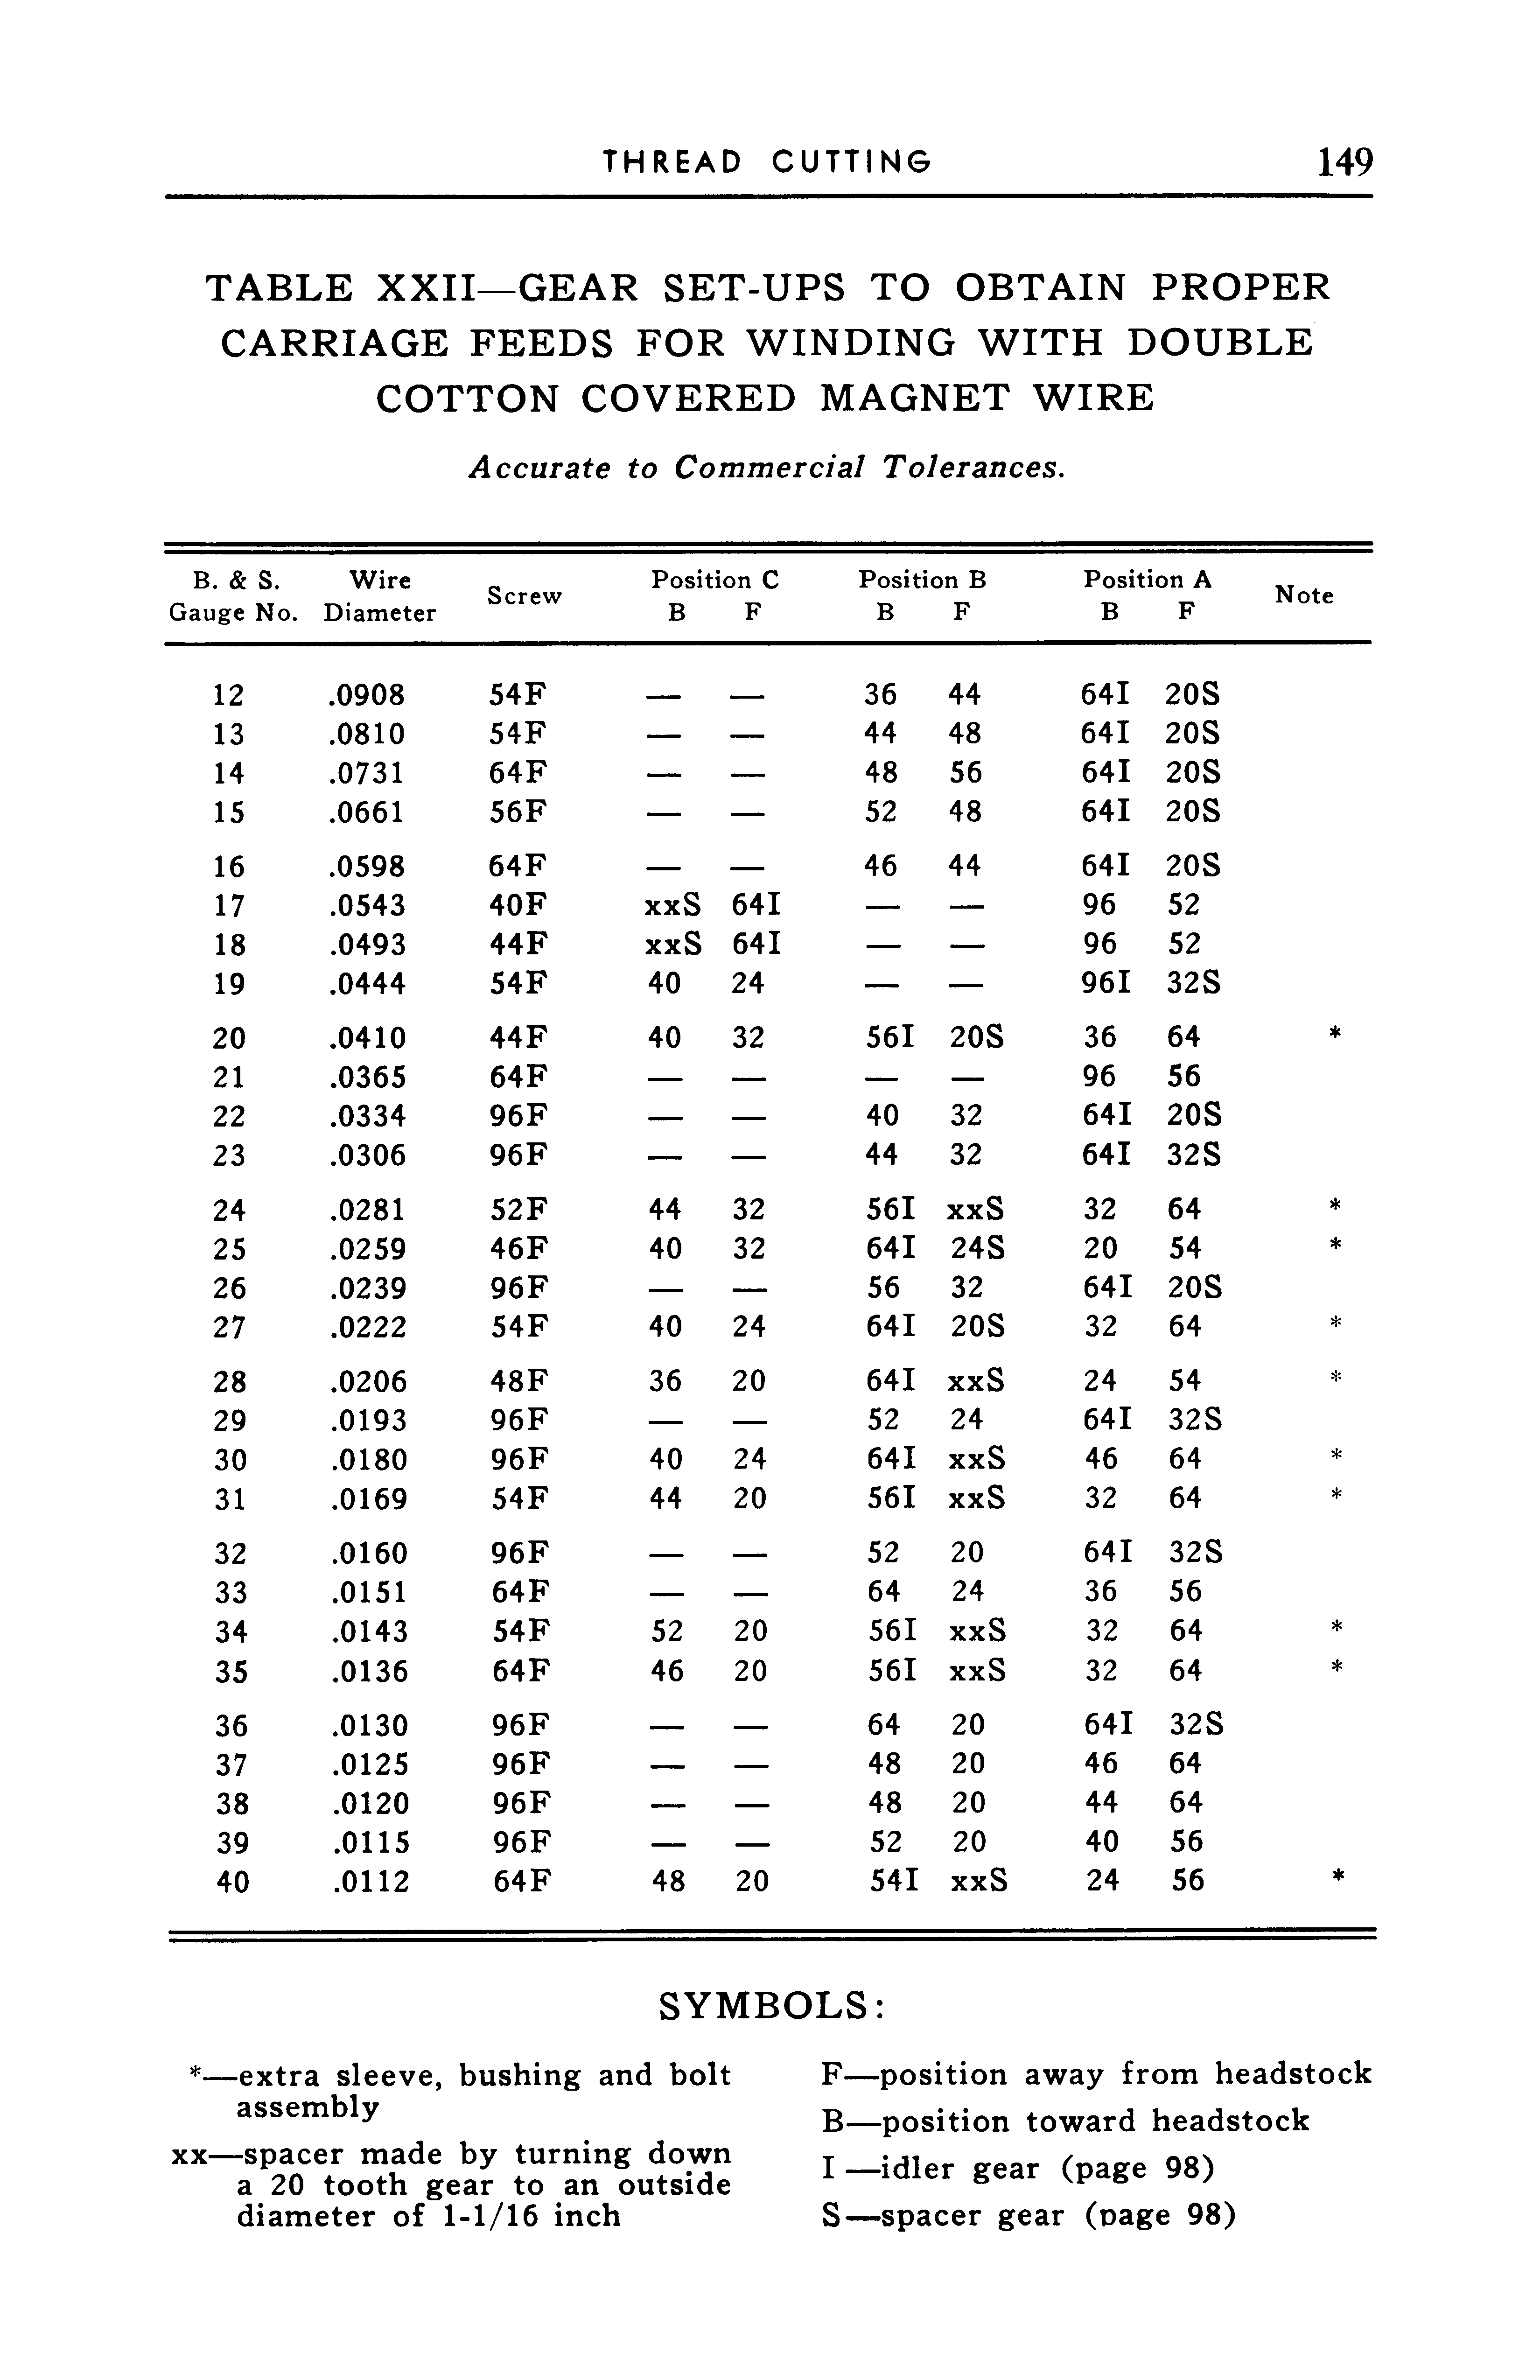 THREAD CUTTING 149
TABLE XXII—GEAR SET-UPS TO OBTAIN PROPER
CARRIAGE FEEDS FOR WINDING WITH DOUBLE
COTTON COVERED MAGNET WIRE
Accurate to Commercial Tolerances.
B. & S. Wire Position C Position B Position A
Screw Note
Gauge No. Diameter B F B F B F
12 .0908 54F — — 36 44 64I 20S
13 .0810 54F — — 44 48 64I 20S
14 .0731 64F — — 48 56 64I 20S
15 .0661 56F — — 52 48 64I 20S
16 .0598 64F — — 46 44 64I 20S
17 .0543 40F xxS 64I — — 96 52
18 .0493 44F xxS 64I — — 96 52
19 .0444 54F 40 24 — — 96I 32S
20 .0410 44F 40 32 56I 20S 36 64 *
21 .0365 64F — — — — 96 56
22 .0334 96F — — 40 32 64I 20S
23 .0306 96F — — 44 32 64I 32S
24 .0281 52F 44 32 56I xxS 32 64 *
25 .0259 46F 40 32 64I 24S 20 54 *
26 .0239 96F — — 56 32 64I 20S
27 .0222 54F 40 24 64I 20S 32 64 *
28 .0206 48F 36 20 64I xxS 24 54 *
29 .0193 96F — — 52 24 64I 32S
30 .0180 96F 40 24 64I xxS 46 64 *
31 .0169 54F 44 20 56I xxS 32 64 *
32 .0160 96F — — 52 20 64I 32S
33 .0151 64F — — 64 24 36 56
34 .0143 54F 52 20 56I xxS 32 64 *
35 .0136 64F 46 20 56I xxS 32 64 *
36 .0130 96F — — 64 20 64I 32S
37 .0125 96F — — 48 20 46 64
38 .0120 96F — — 48 20 44 64
39 .0115 96F — — 52 20 40 56
40 .0112 64F 48 20 54I xxS 24 56 *
SYMBOLS:
*—extra sleeve, bushing and bolt
assembly
xx—spacer made by turning down
a 20 tooth gear to an outside
diameter of 1-1/16 inch
F—position away from headstock
B—position toward headstock
I—idler gear (page 98)
S—spacer gear (page 98)